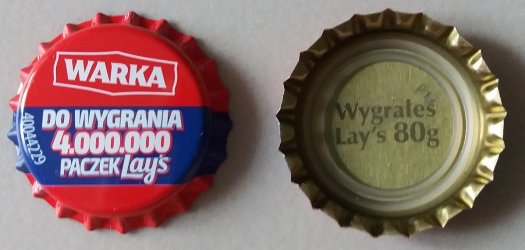 WARKA
DO WYGRANIA
4.000.000
PACZEK Lay's
Wygrałeś
Lay's 80g